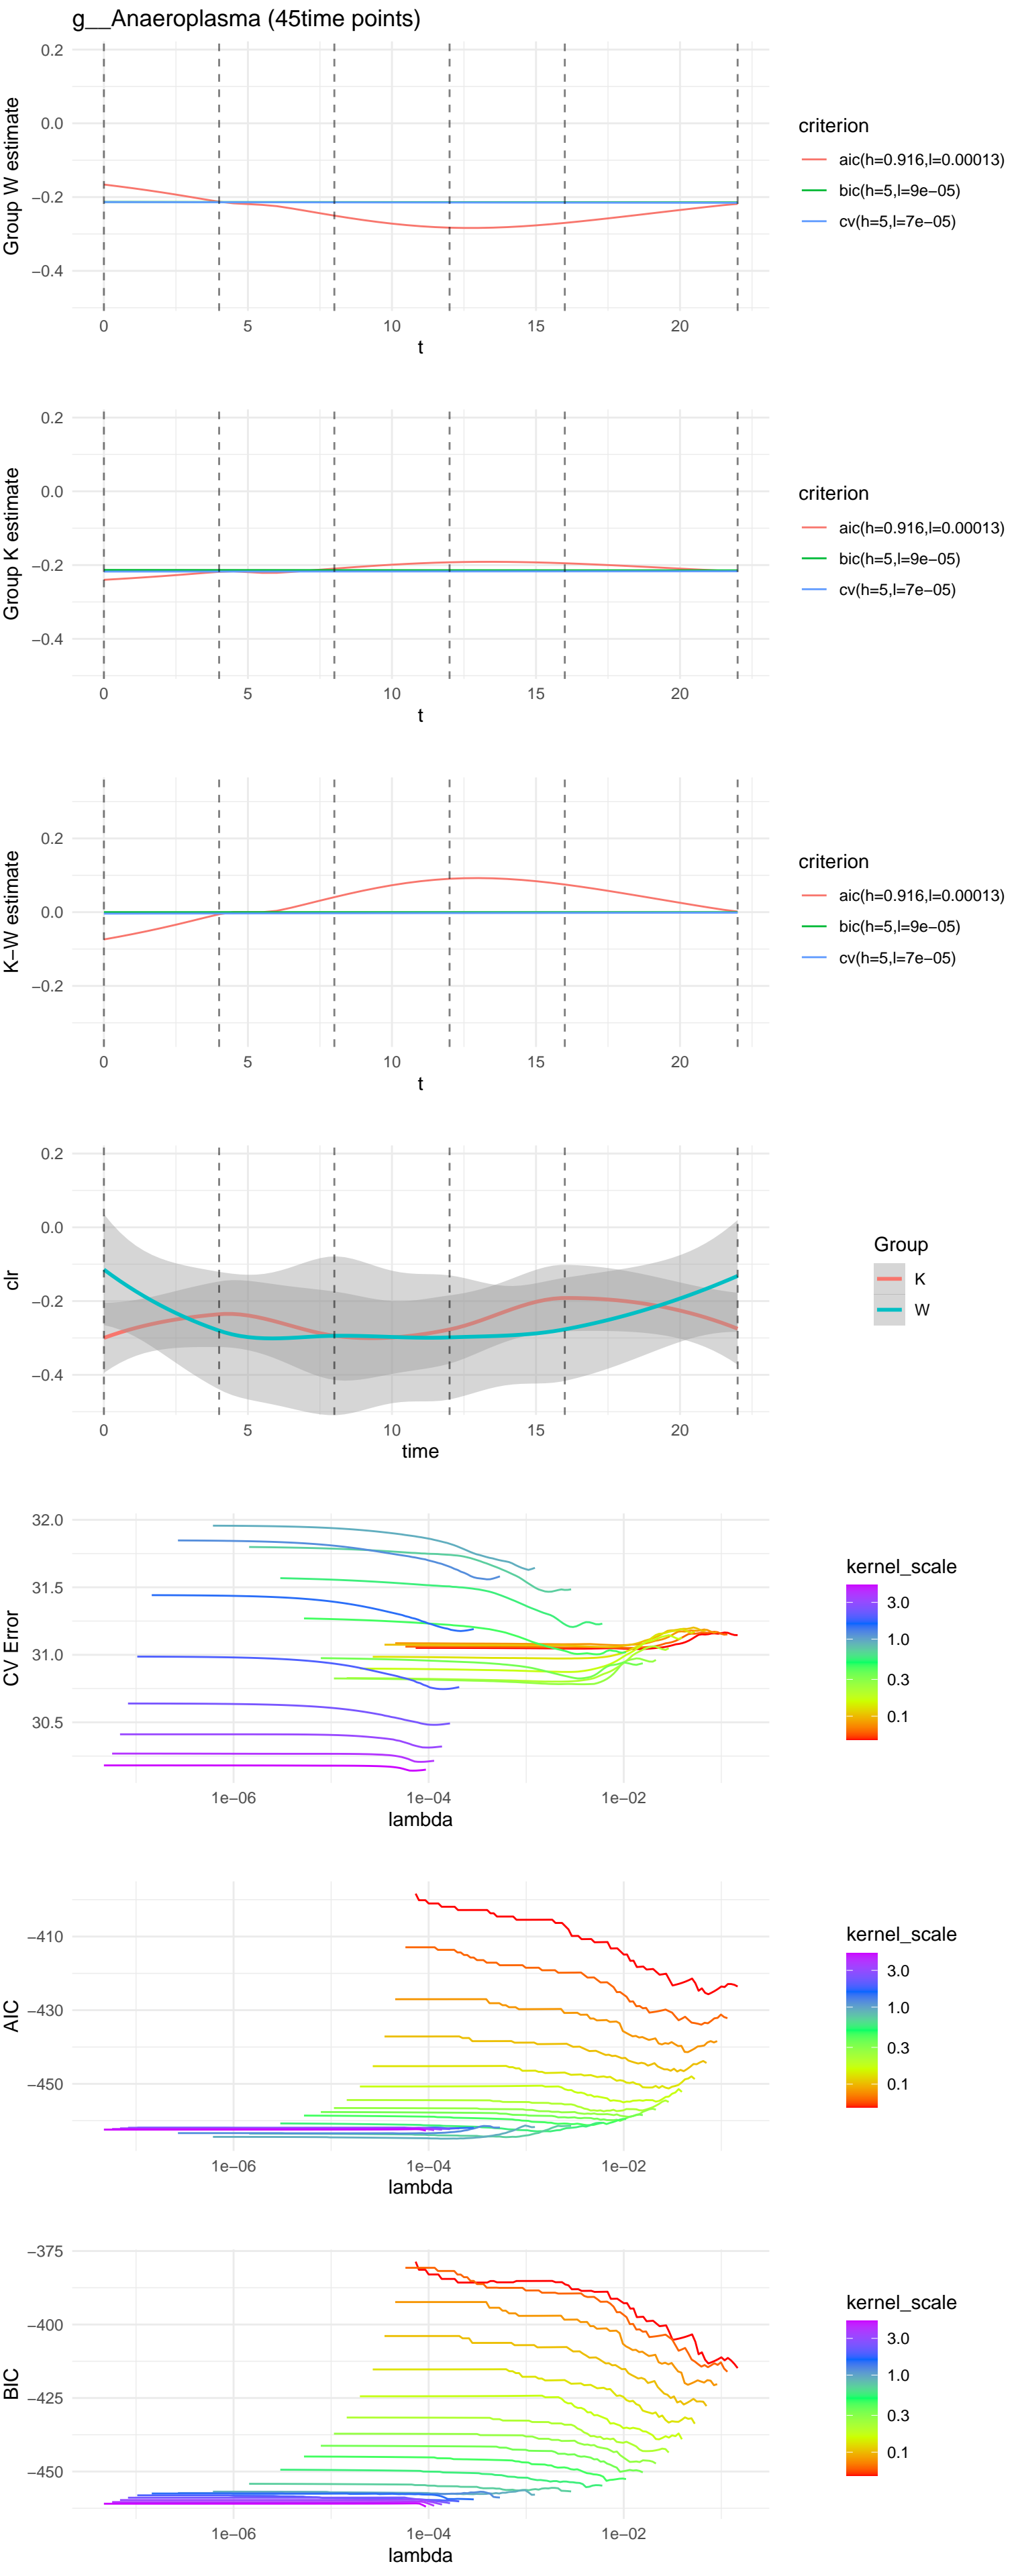 g__Anaeroplasma (45time points)
0.2
0.0
−0.2
−0.4
Group W estimate
0 5 10 15 20
t
criterion
aic(h=0.916,l=0.00013)
bic(h=5,l=9e−05)
cv(h=5,l=7e−05)
0.2
0.0
−0.2
−0.4
Group K estimate
0 5 10 15 20
t
criterion
aic(h=0.916,l=0.00013)
bic(h=5,l=9e−05)
cv(h=5,l=7e−05)
0.2
0.0
−0.2
K−W estimate
0 5 10 15 20
t
criterion
aic(h=0.916,l=0.00013)
bic(h=5,l=9e−05)
cv(h=5,l=7e−05)
0.2
0.0
−0.2
−0.4
clr
0 5 10 15 20
time
Group
K
W
32.0
31.5
31.0
30.5
CV Error
1e−06 1e−04 1e−02
lambda
kernel_scale
3.0
1.0
0.3
0.1
−410
−430
−450
AIC
1e−06 1e−04 1e−02
lambda
kernel_scale
3.0
1.0
0.3
0.1
−375
−400
−425
−450
BIC
1e−06 1e−04 1e−02
lambda
kernel_scale
3.0
1.0
0.3
0.1